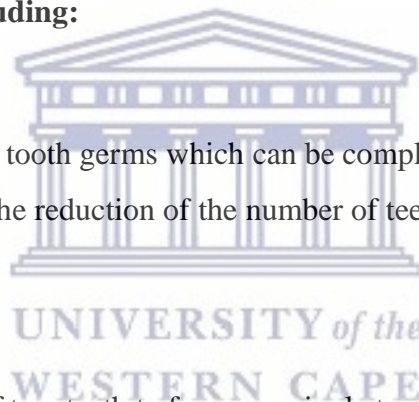 uding:
tooth germs which can be compl
he reduction of the number of tee
UNIVERSITY of the
WESTERN CAPE